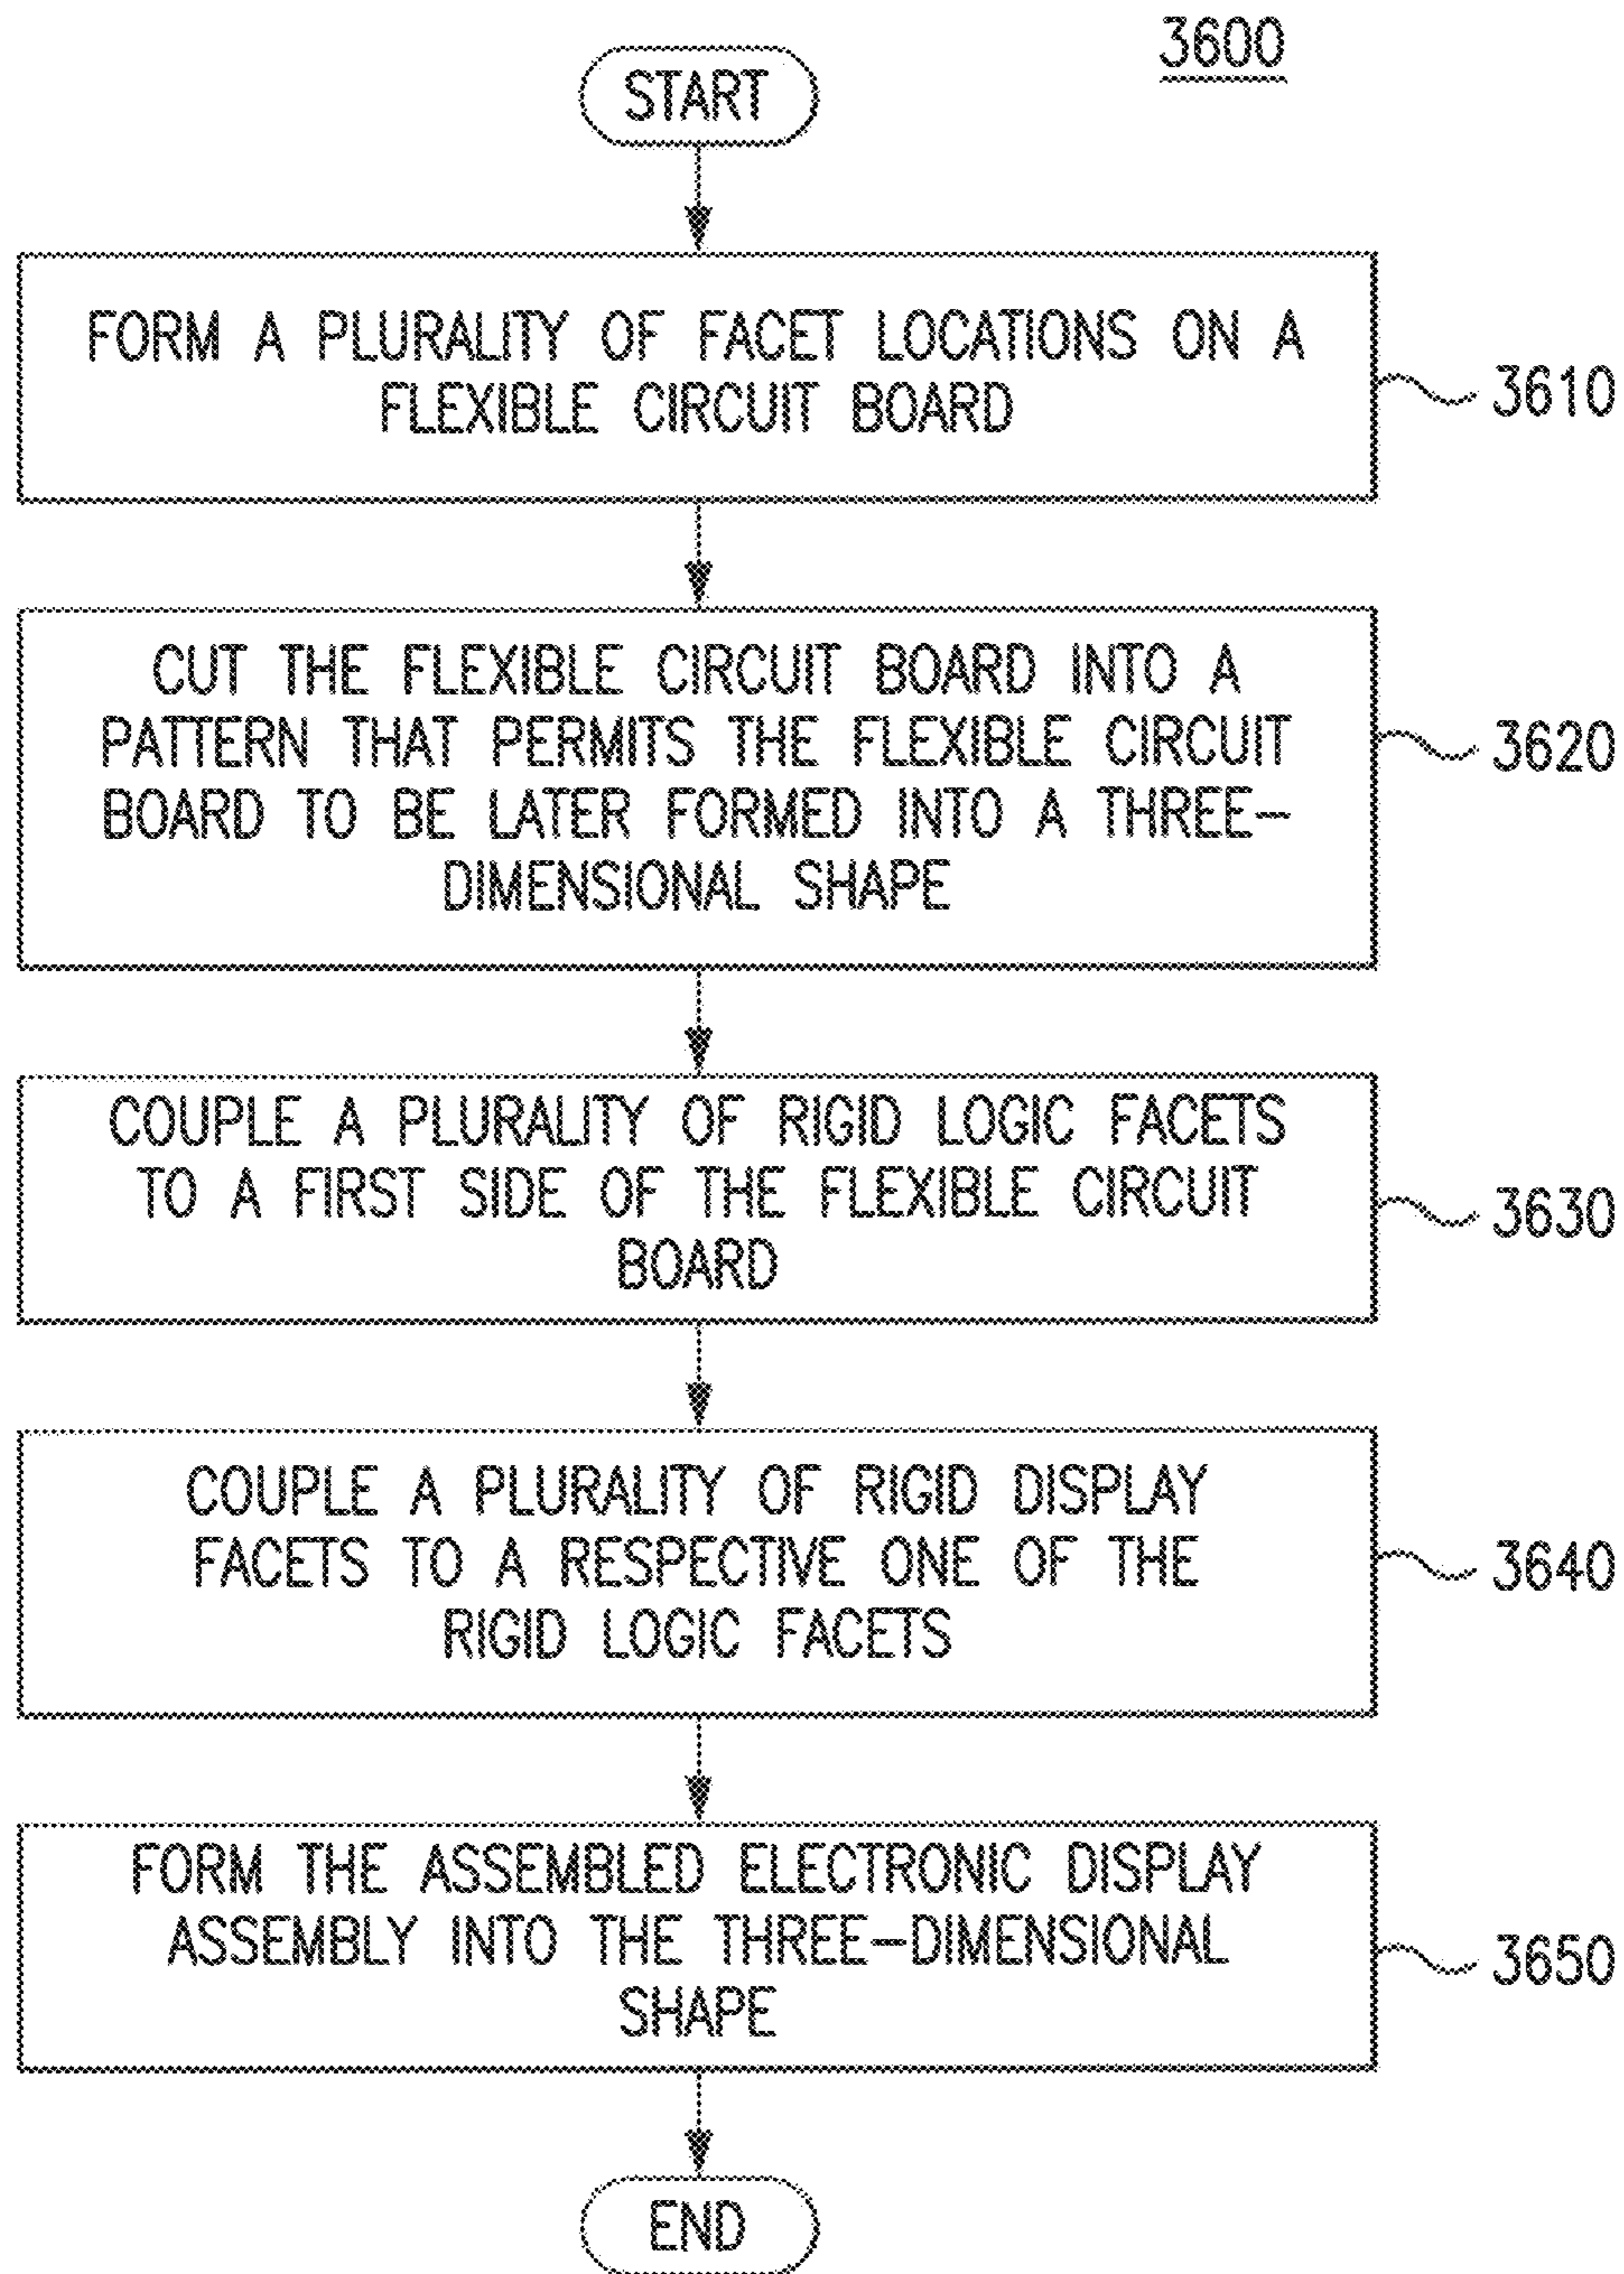 3600
START
FORM A PLURALITY OF FACET LOCATIONS ON A
FLEXIBLE CIRCUIT BOARD
3610
CUT THE FLEXIBLE CIRCUIT BOARD INTO A
PATTERN THAT PERMITS THE FLEXIBLE CIRCUIT
BOARD TO BE LATER FORMED INTO A THREE-
DIMENSIONAL SHAPE
3620
COUPLE A PLURALITY OF RIGID LOGIC FACETS
TO A FIRST SIDE OF THE FLEXIBLE CIRCUIT
BOARD
3630
COUPLE A PLURALITY OF RIGID DISPLAY
FACETS TO A RESPECTIVE ONE OF THE
RIGID LOGIC FACETS
3640
FORM THE ASSEMBLED ELECTRONIC DISPLAY
ASSEMBLY INTO THE THREE-DIMENSIONAL
SHAPE
3650
END